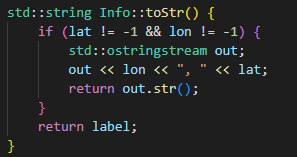 std::string Info::toStr() {
    if (lat != -1 && lon != -1) {
        std::ostringstream out;
        out << lon << ", " << lat;
        return out.str();
    }
    return label;
}